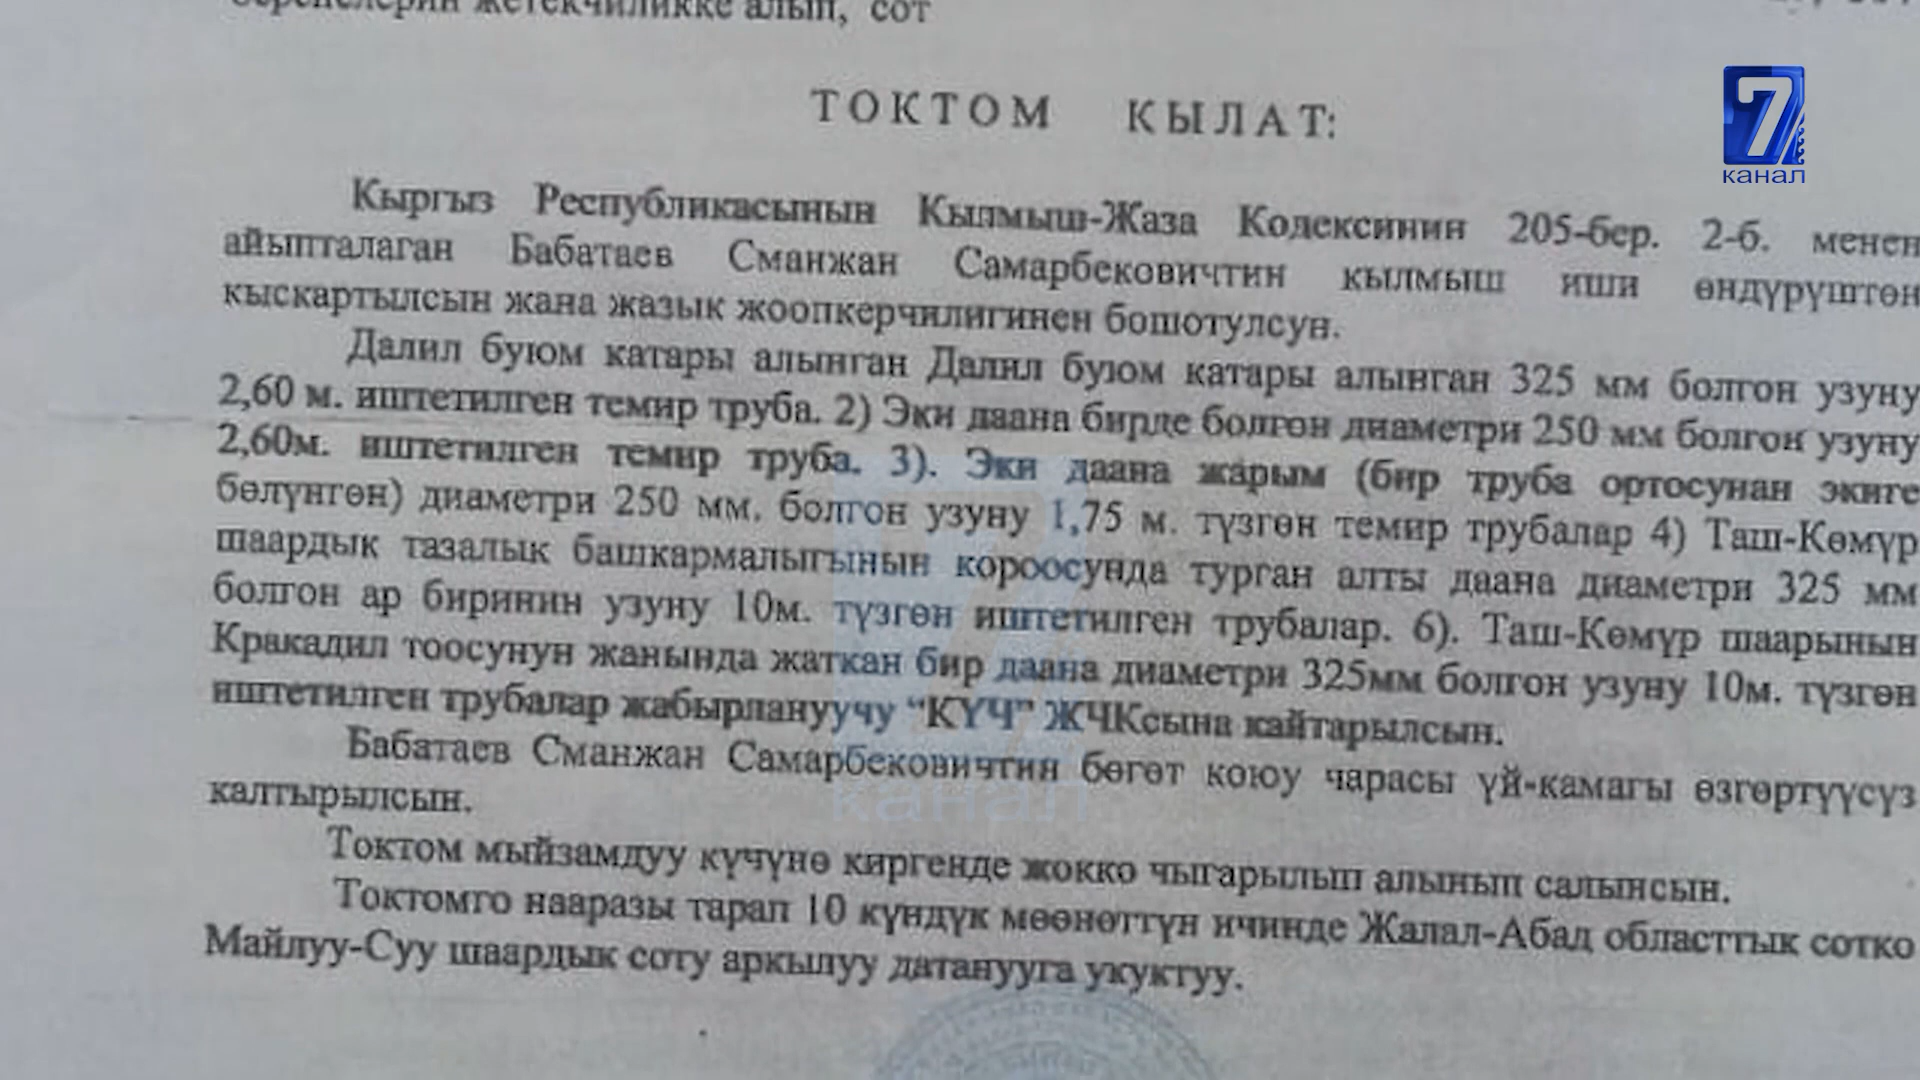 жетекчиликке алып, сот
ТОКТОМ КЫЛАТ:
7
канал
Кыргыз Республикасынын Кылмыш-Жаза Кодексинин 205-бер. 2-б. менен
айыпталаган Бабатаев Сманжан Самарбековичтин кылмыш иши өндүрүштөн
кыскартылсын жана жазык жоопкерчилигинен бошотулсун.
Далил буюм катары алынган Далил буюм катары алынган 325 мм болгон узуну
2,60 м. иштетилген темир труба. 2) Эки даана бирде болгон диаметри 250 мм болгон узуну
2,60м. иштетилген темир труба. 3). Эки даана жарым (бир труба ортосунан экиге
бөлүнгөн) диаметри 250 мм. болгон узуну 1,75 м. түзгөн темир трубалар 4) Таш-Көмүр
шаардык тазалык башкармалыгынын короосунда турган алты даана диаметри 325 мм
болгон ар биринин узуну 10м. түзгөн иштетилген трубалар. 6). Таш-Көмүр шаарынын
Кракадил тоосунун жанында жаткан бир даана диаметри 325мм болгон узуну 10м. түзгөн
иштетилген трубалар жабырлануучу “КҮЧ” ЖЧКсына кайтарылсын.
Бабатаев Сманжан Самарбековичтин бөгөт коюу чарасы үй-камагы өзгөртүүсүз
калтырылсын.
Токтом мыйзамдуу күчүнө киргенде жокко чыгарылып алынып салынсын.
Токтомго нааразы тарап 10 күндүк мөөнөттүн ичинде Жалал-Абад областтык сотко
Майлуу-Суу шаардык соту аркылуу датанууга укуктуу.
7
канал